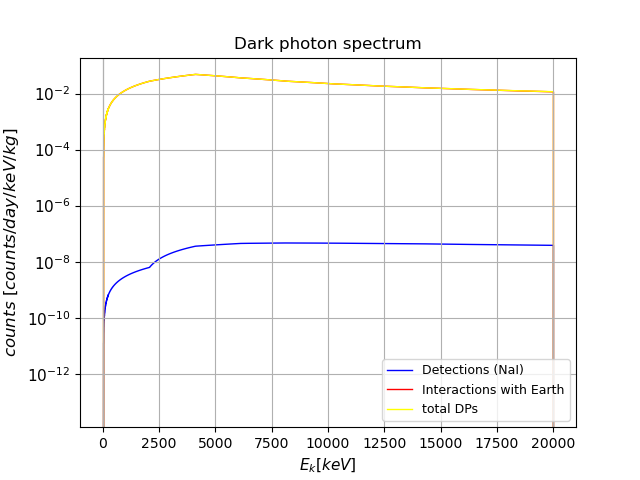 Dark photon spectrum
counts [counts/day/keV/kg]
10⁻²
10⁻⁴
10⁻⁶
10⁻⁸
10⁻¹⁰
10⁻¹²
Detections (NaI)
Interactions with Earth
total DPs
0 2500 5000 7500 10000 12500 15000 17500 20000
Eₖ[keV]